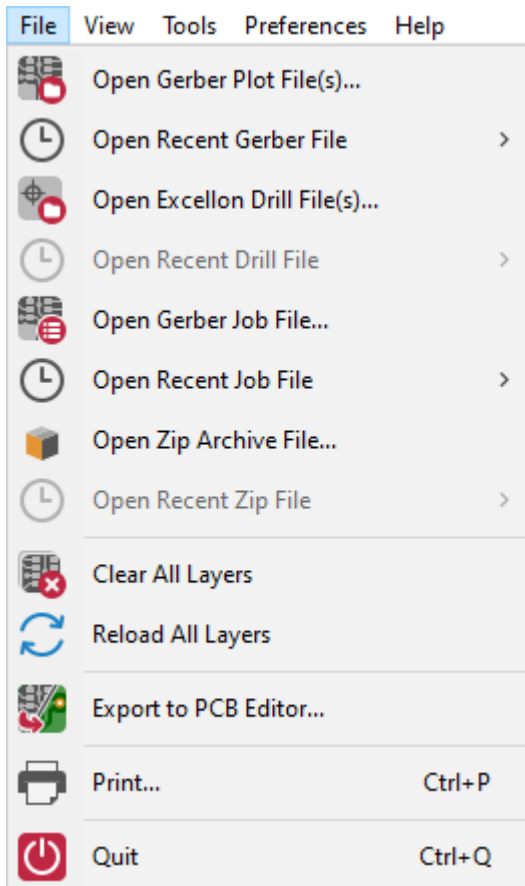 File View Tools Preferences Help
Open Gerber Plot File(s)...
Open Recent Gerber File
Open Excellon Drill File(s)...
Open Recent Drill File
Open Gerber Job File...
Open Recent Job File
Open Zip Archive File...
Open Recent Zip File
Clear All Layers
Reload All Layers
Export to PCB Editor...
Print... Ctrl+P
Quit Ctrl+Q